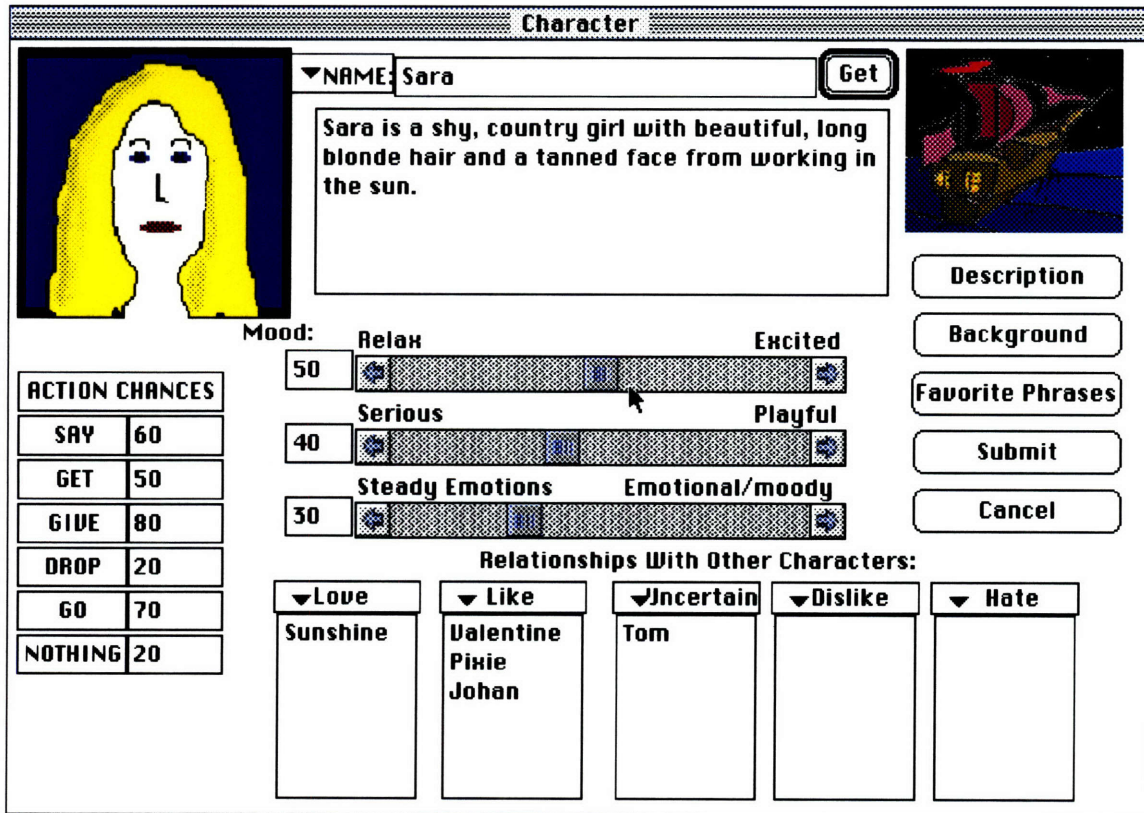 Character
NAME: Sara
Get
Sara is a shy, country girl with beautiful, long
blonde hair and a tanned face from working in
the sun.
Description
Background
Favorite Phrases
Submit
Cancel
Mood:
Relax Excited
50
Serious Playful
40
Steady Emotions Emotional/moody
30
ACTION CHANCES
SAY 60
GET 50
GIVE 80
DROP 20
GO 70
NOTHING 20
Relationships With Other Characters:
Love Like Uncertain Dislike Hate
Sunshine Valentine Tom
Pixie
Johan